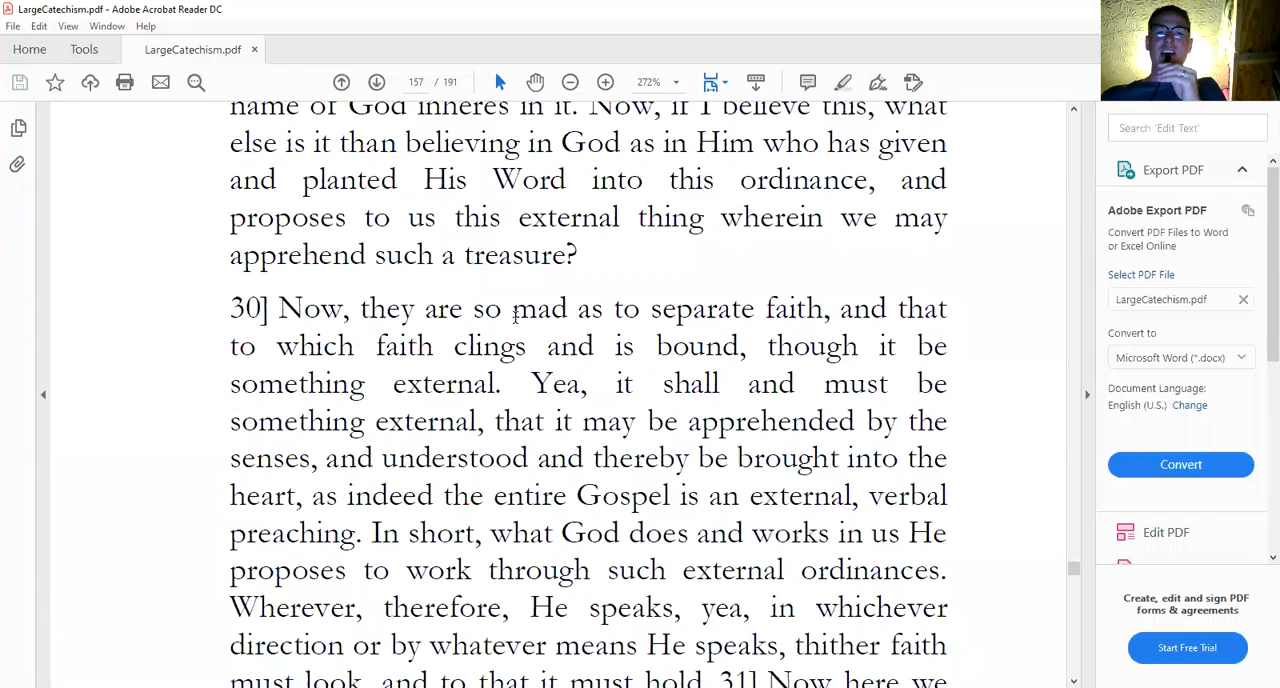 LargeCatechism.pdf - Adobe Acrobat Reader DC
File Edit View Window Help
Home Tools LargeCatechism.pdf ×
157 / 191 272%
name of God inheres in it. Now, if I believe this, what
else is it than believing in God as in Him who has given
and planted His Word into this ordinance, and
proposes to us this external thing wherein we may
apprehend such a treasure?
30] Now, they are so mad as to separate faith, and that
to which faith clings and is bound, though it be
something external. Yea, it shall and must be
something external, that it may be apprehended by the
senses, and understood and thereby be brought into the
heart, as indeed the entire Gospel is an external, verbal
preaching. In short, what God does and works in us He
proposes to work through such external ordinances.
Wherever, therefore, He speaks, yea, in whichever
direction or by whatever means He speaks, thither faith
must look, and to that it must hold. 31] Now here we
Search 'Edit Text'
Export PDF
Adobe Export PDF
Convert PDF Files to Word
or Excel Online
Select PDF File
LargeCatechism.pdf
Convert to
Microsoft Word (*.docx)
Document Language:
English (U.S.) Change
Convert
Edit PDF
Create, edit and sign PDF
forms & agreements
Start Free Trial